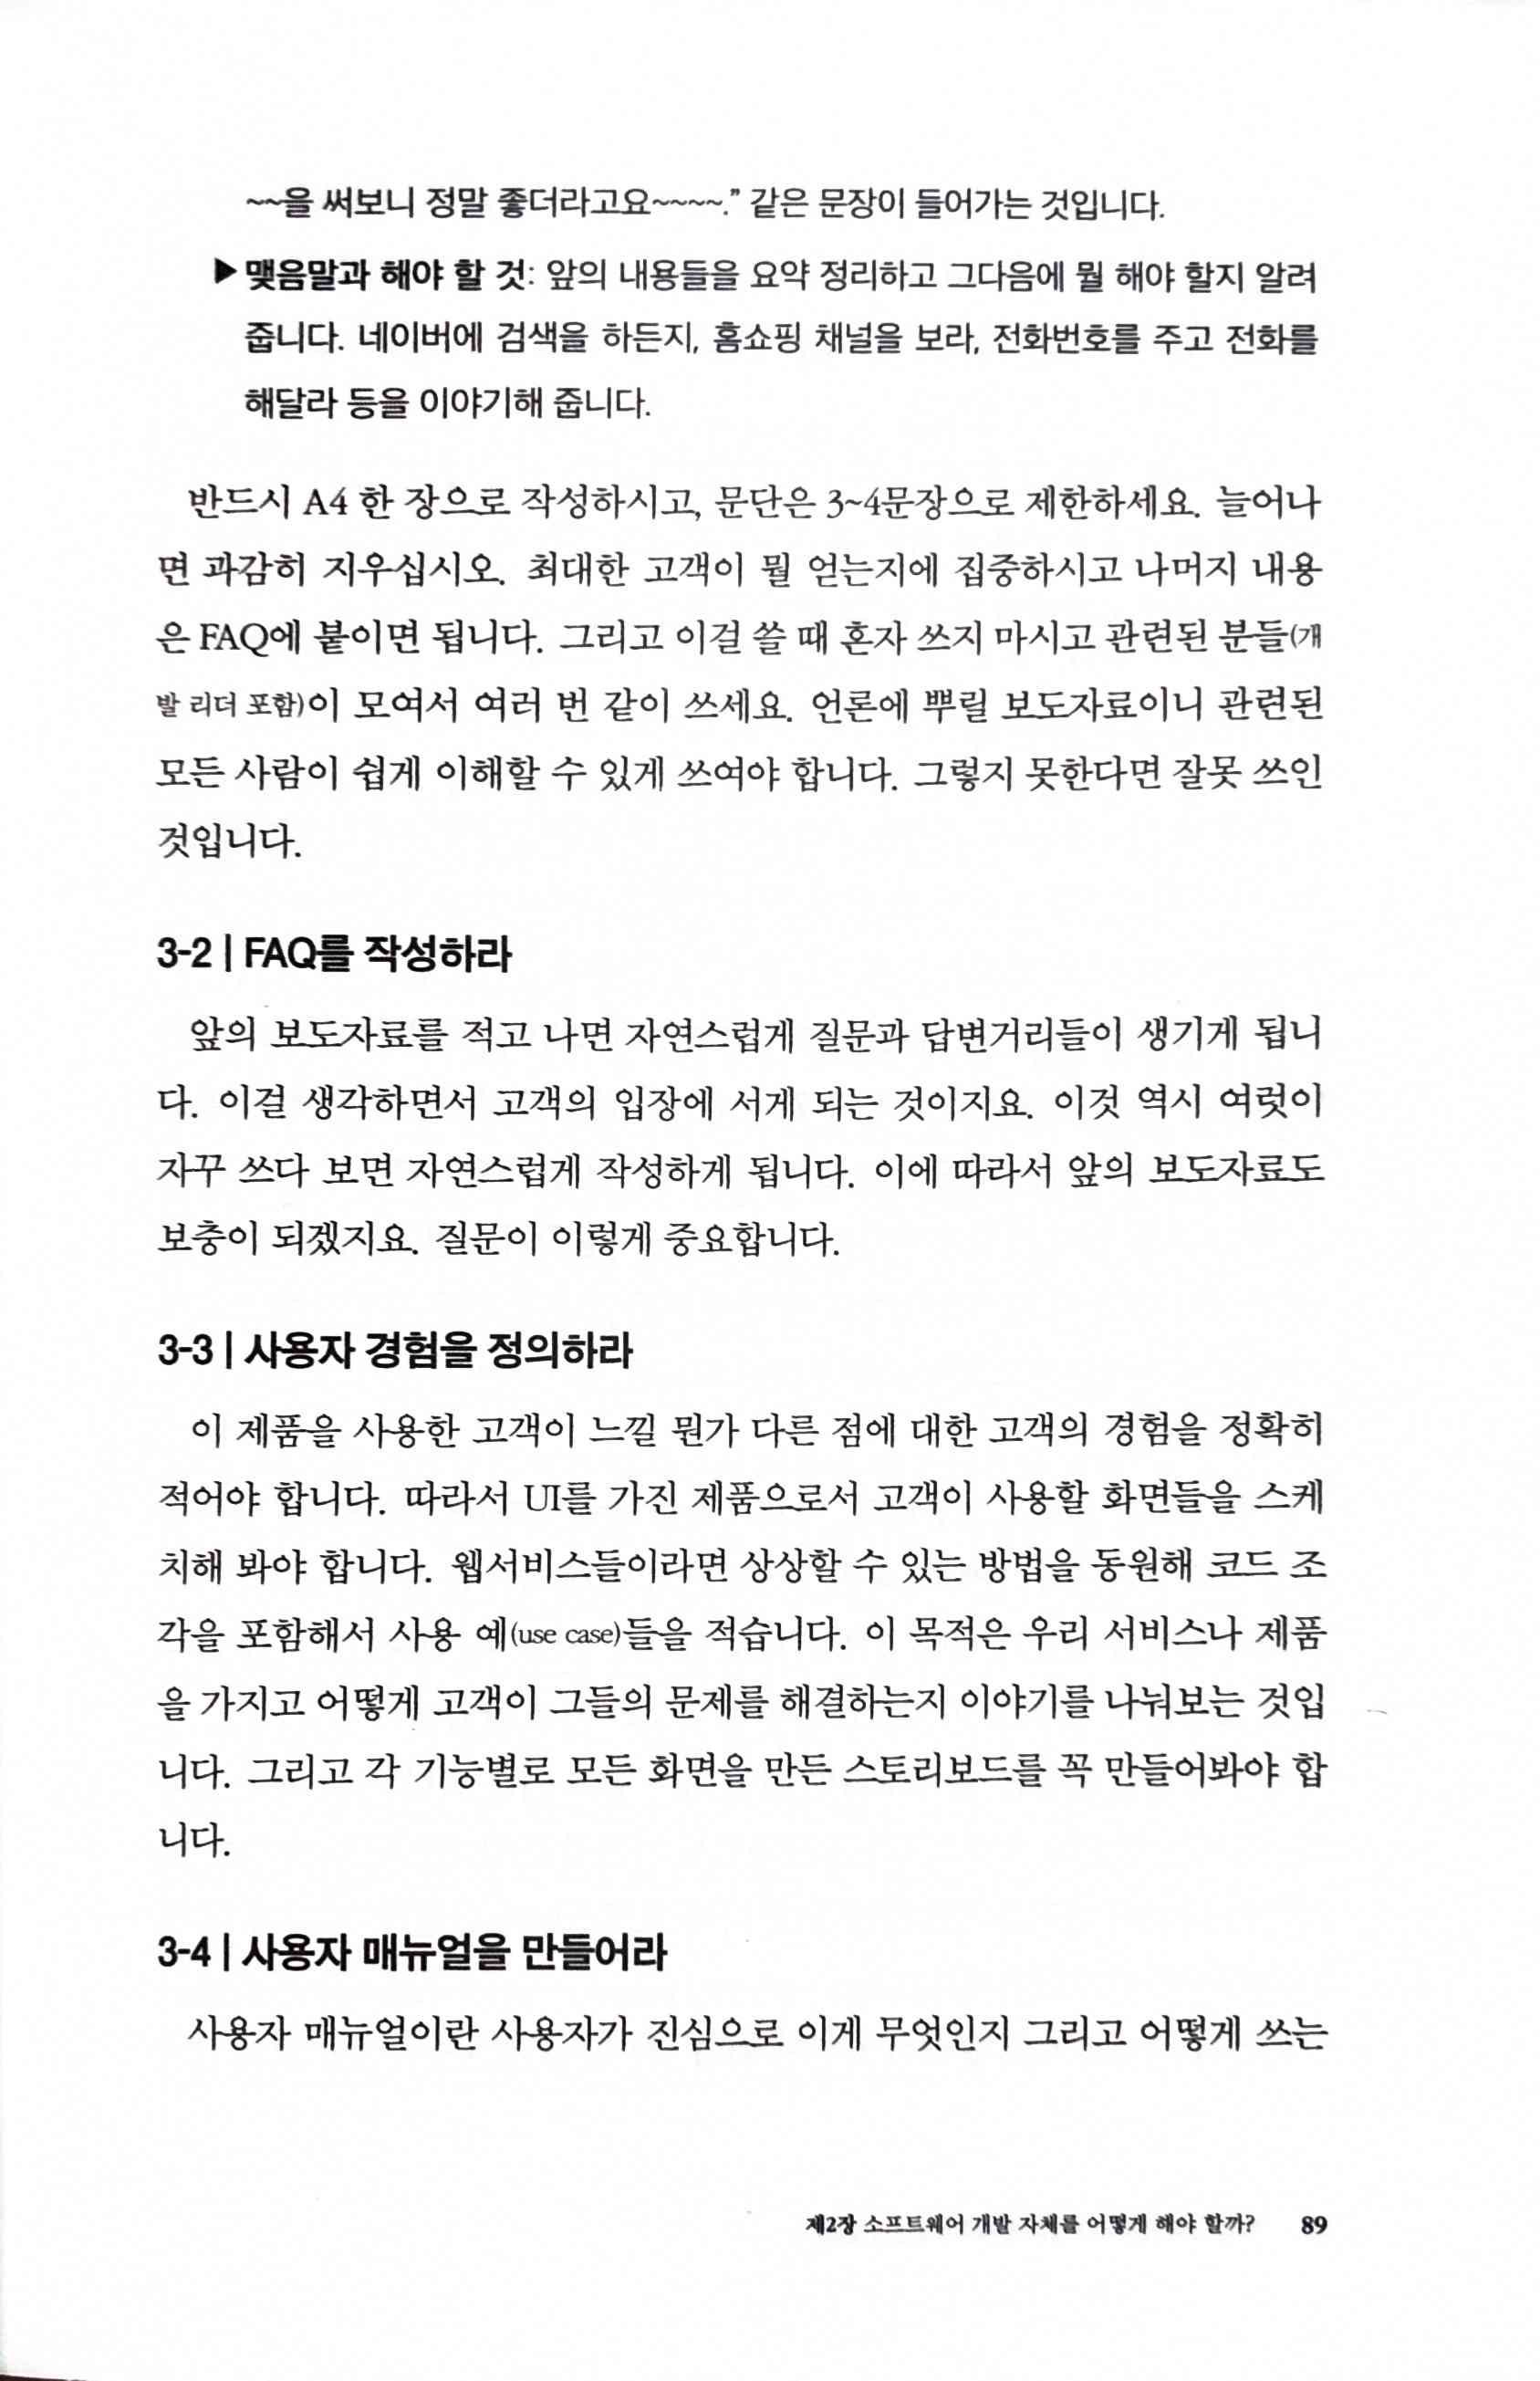 ~~을 써보니 정말 좋더라고요~~~~.” 같은 문장이 들어가는 것입니다.
▶ 맺음말과 해야 할 것: 앞의 내용들을 요약 정리하고 그다음에 뭘 해야 할지 알려
줍니다. 네이버에 검색을 하든지, 홈쇼핑 채널을 보라, 전화번호를 주고 전화를
해달라 등을 이야기해 줍니다.
반드시 A4 한 장으로 작성하시고, 문단은 3~4문장으로 제한하세요. 늘어나
면 과감히 지우십시오. 최대한 고객이 뭘 얻는지에 집중하시고 나머지 내용
은 FAQ에 붙이면 됩니다. 그리고 이걸 쓸 때 혼자 쓰지 마시고 관련된 분들(개
발 리더 포함)이 모여서 여러 번 같이 쓰세요. 언론에 뿌릴 보도자료이니 관련된
모든 사람이 쉽게 이해할 수 있게 쓰여야 합니다. 그렇지 못한다면 잘못 쓰인
것입니다.
3-2 | FAQ를 작성하라
앞의 보도자료를 적고 나면 자연스럽게 질문과 답변거리들이 생기게 됩니
다. 이걸 생각하면서 고객의 입장에 서게 되는 것이지요. 이것 역시 여럿이
자꾸 쓰다 보면 자연스럽게 작성하게 됩니다. 이에 따라서 앞의 보도자료도
보충이 되겠지요. 질문이 이렇게 중요합니다.
3-3 | 사용자 경험을 정의하라
이 제품을 사용한 고객이 느낄 뭔가 다른 점에 대한 고객의 경험을 정확히
적어야 합니다. 따라서 UI를 가진 제품으로서 고객이 사용할 화면들을 스케
치해 봐야 합니다. 웹서비스들이라면 상상할 수 있는 방법을 동원해 코드 조
각을 포함해서 사용 예(use case)들을 적습니다. 이 목적은 우리 서비스나 제품
을 가지고 어떻게 고객이 그들의 문제를 해결하는지 이야기를 나눠보는 것입
니다. 그리고 각 기능별로 모든 화면을 만든 스토리보드를 꼭 만들어봐야 합
니다.
3-4 | 사용자 매뉴얼을 만들어라
사용자 매뉴얼이란 사용자가 진심으로 이게 무엇인지 그리고 어떻게 쓰는
제2장 소프트웨어 개발 자체를 어떻게 해야 할까? 89